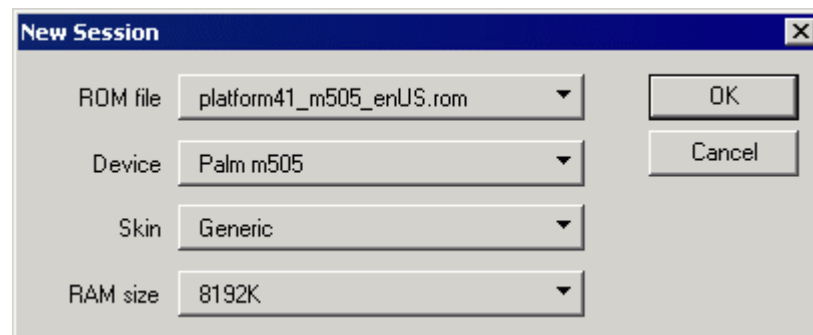 New Session
ROM file platform41_m505_enUS.rom OK
Device Palm m505 Cancel
Skin Generic
RAM size 8192K